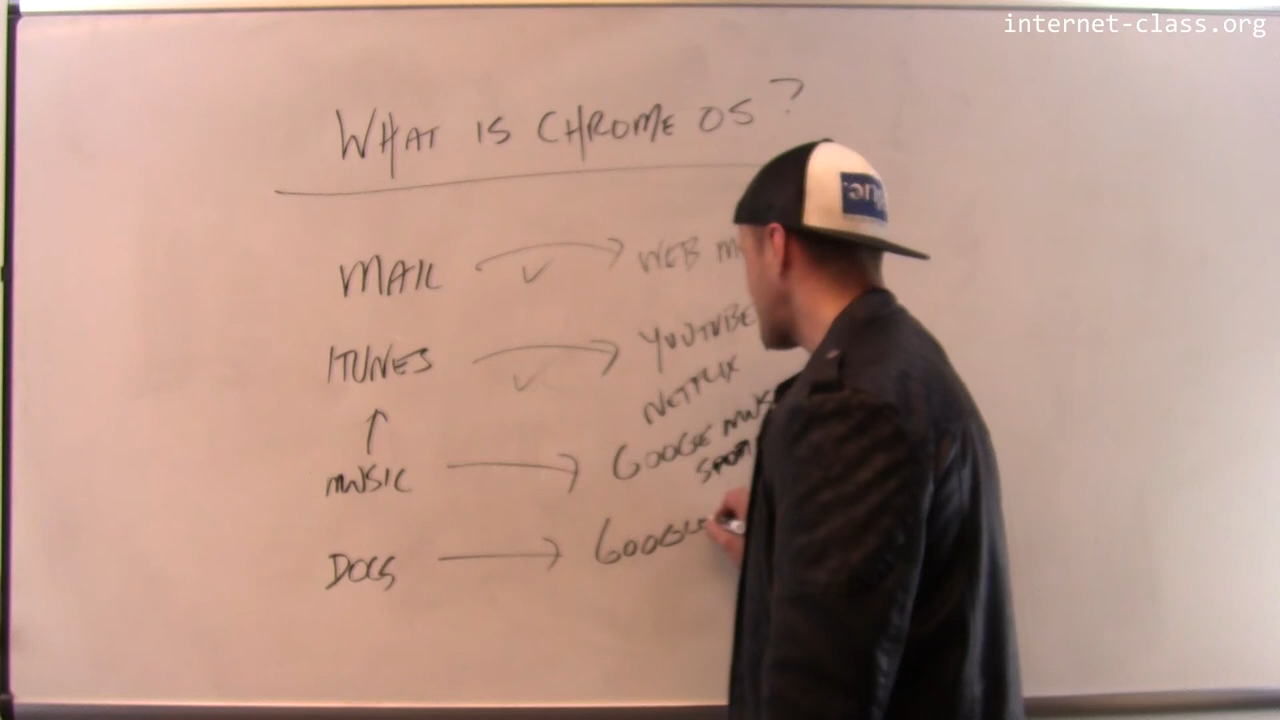 internet-class.org
WHAT IS CHROME OS?
MAIL → WEB M
ITUNES → YOUTUBE
NETFLIX
↑
MUSIC → GOOGLE MUS
SPOT
DOCS → GOOGLE